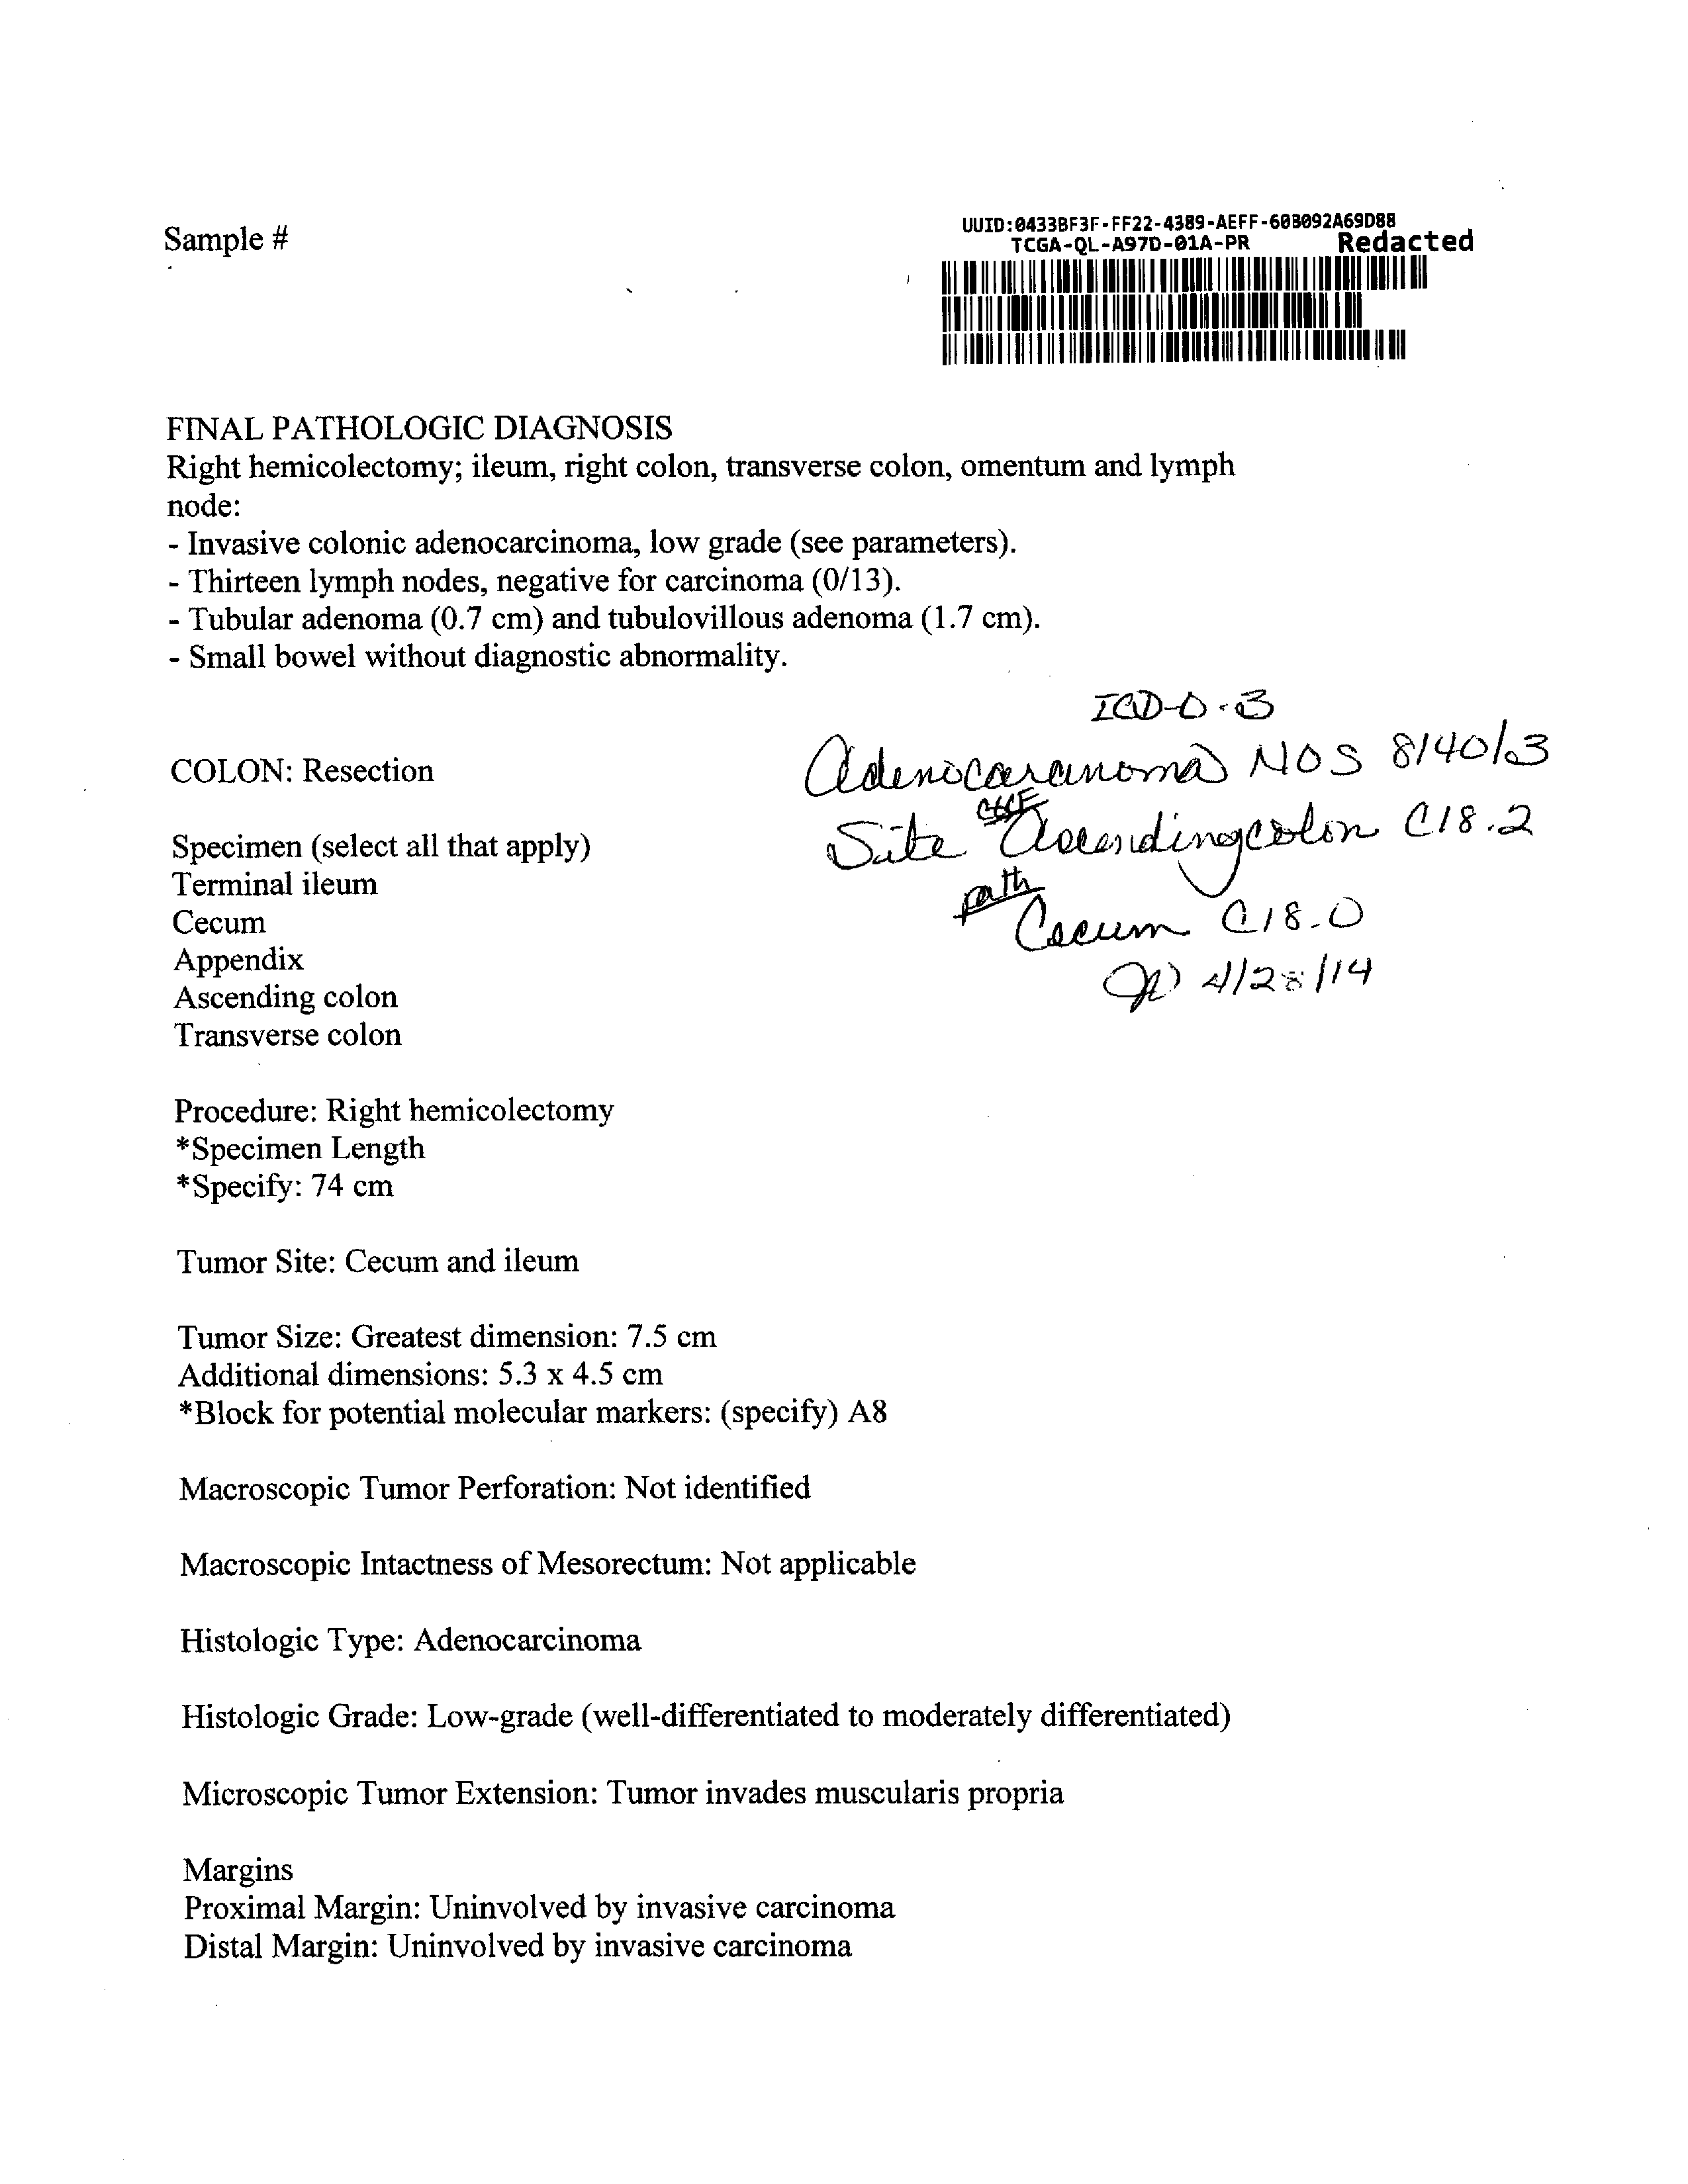 Sample #
UUID:0433BF3F-FF22-4389-AEFF-60B092A69D88
TCGA-QL-A97D-01A-PR Redacted
FINAL PATHOLOGIC DIAGNOSIS
Right hemicolectomy; ileum, right colon, transverse colon, omentum and lymph
node:
- Invasive colonic adenocarcinoma, low grade (see parameters).
- Thirteen lymph nodes, negative for carcinoma (0/13).
- Tubular adenoma (0.7 cm) and tubulovillous adenoma (1.7 cm).
- Small bowel without diagnostic abnormality.
ICD-O-3
Adenocarcinoma NOS 8140/3
Site Ascending colon C18.2
path
Cecum C18.0
4/28/14
COLON: Resection
Specimen (select all that apply)
Terminal ileum
Cecum
Appendix
Ascending colon
Transverse colon
Procedure: Right hemicolectomy
*Specimen Length
*Specify: 74 cm
Tumor Site: Cecum and ileum
Tumor Size: Greatest dimension: 7.5 cm
Additional dimensions: 5.3 x 4.5 cm
*Block for potential molecular markers: (specify) A8
Macroscopic Tumor Perforation: Not identified
Macroscopic Intactness of Mesorectum: Not applicable
Histologic Type: Adenocarcinoma
Histologic Grade: Low-grade (well-differentiated to moderately differentiated)
Microscopic Tumor Extension: Tumor invades muscularis propria
Margins
Proximal Margin: Uninvolved by invasive carcinoma
Distal Margin: Uninvolved by invasive carcinoma